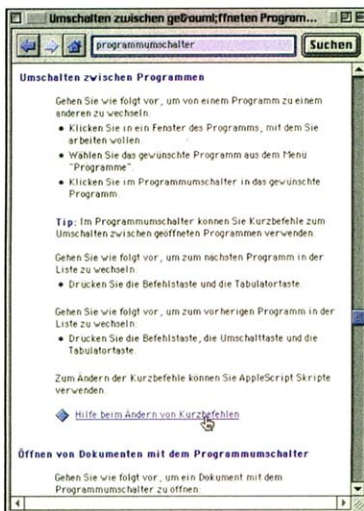 Umschalten zwischen ge&ouml;ffneten Program...
programmumschalter
Suchen
Umschalten zwischen Programmen
Gehen Sie wie folgt vor, um von einem Programm zu einem
anderen zu wechseln:
• Klicken Sie in ein Fenster des Programms, mit dem Sie
arbeiten wollen.
• Wählen Sie das gewünschte Programm aus dem Menü
"Programme".
• Klicken Sie im Programmumschalter in das gewünschte
Programm.
Tip: Im Programmumschalter können Sie Kurzbefehle zum
Umschalten zwischen geöffneten Programmen verwenden.
Gehen Sie wie folgt vor, um zum nächsten Programm in der
Liste zu wechseln:
• Drücken Sie die Befehlstaste und die Tabulatortaste.
Gehen Sie wie folgt vor, um zum vorherigen Programm in der
Liste zu wechseln:
• Drücken Sie die Befehlstaste, die Umschalttaste und die
Tabulatortaste.
Zum Ändern der Kurzbefehle können Sie AppleScript Skripte
verwenden.
Hilfe beim Ändern von Kurzbefehlen
Öffnen von Dokumenten mit dem Programmumschalter
Gehen Sie wie folgt vor, um ein Dokument mit dem
Programmumschalter zu öffnen: